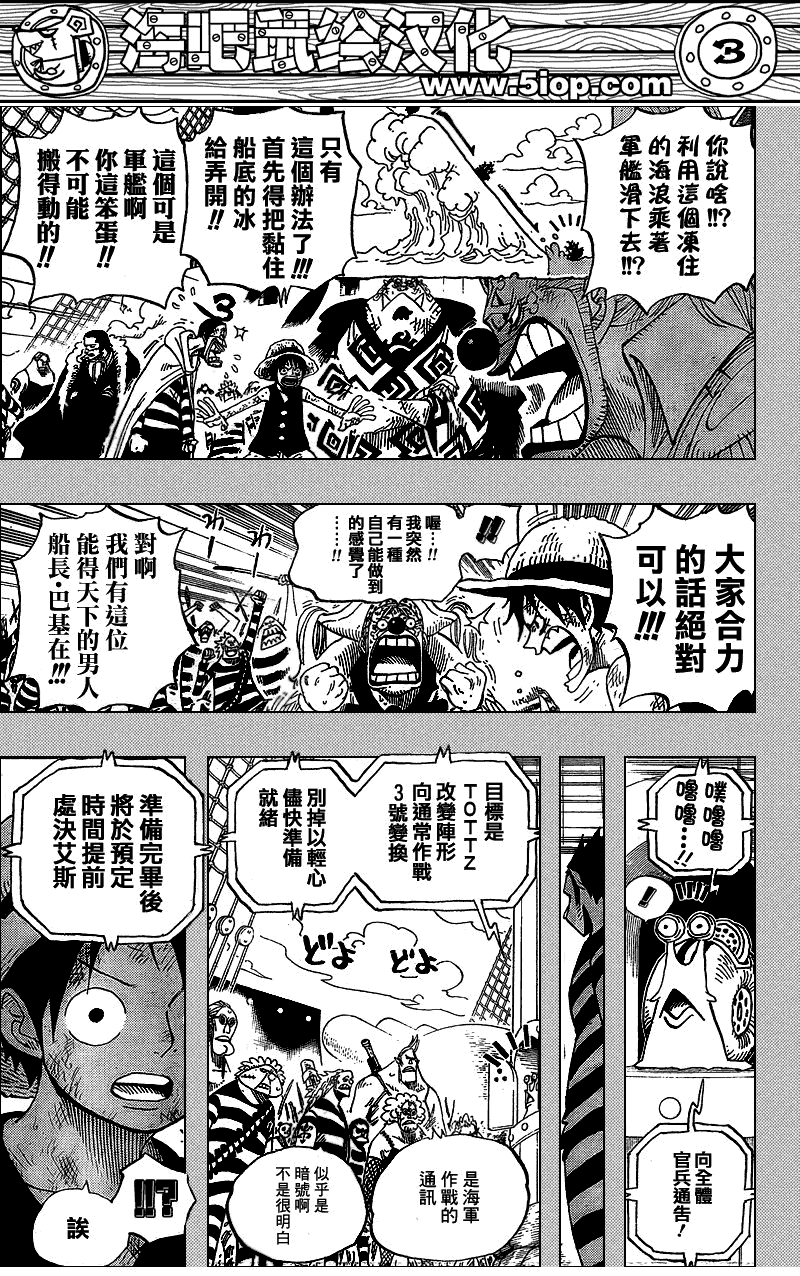 海肥鼠绘汉化
www.5iop.com
3
你說啥!!?
利用這個凍住
的海浪乘著
軍艦滑下去!!!?
只有
這個辦法了!!!
首先得把黏住
船底的冰
給弄開!!
這個可是
軍艦啊
你這笨蛋!!
不可能
搬得動的!!
3
大家合力
的話絕對
可以!!!
!!
喔…!!
我突然
有一種
自己能做到
的感覺了
……!!
わー
わー
對啊
我們有這位
能得天下的男人
船長·巴基在!!!
噗嚕嚕
嚕嚕…!!
!
向全體
官兵通告!
目標是
TOTTZ
改變陣形
向通常作戰
3號變換
別掉以輕心
儘快準備
就緒
どよ
どよ
是海軍
作戰的
通訊
似乎是
暗號啊
不是很明白
準備完畢後
將於預定
時間提前
處決艾斯
!!?
誒